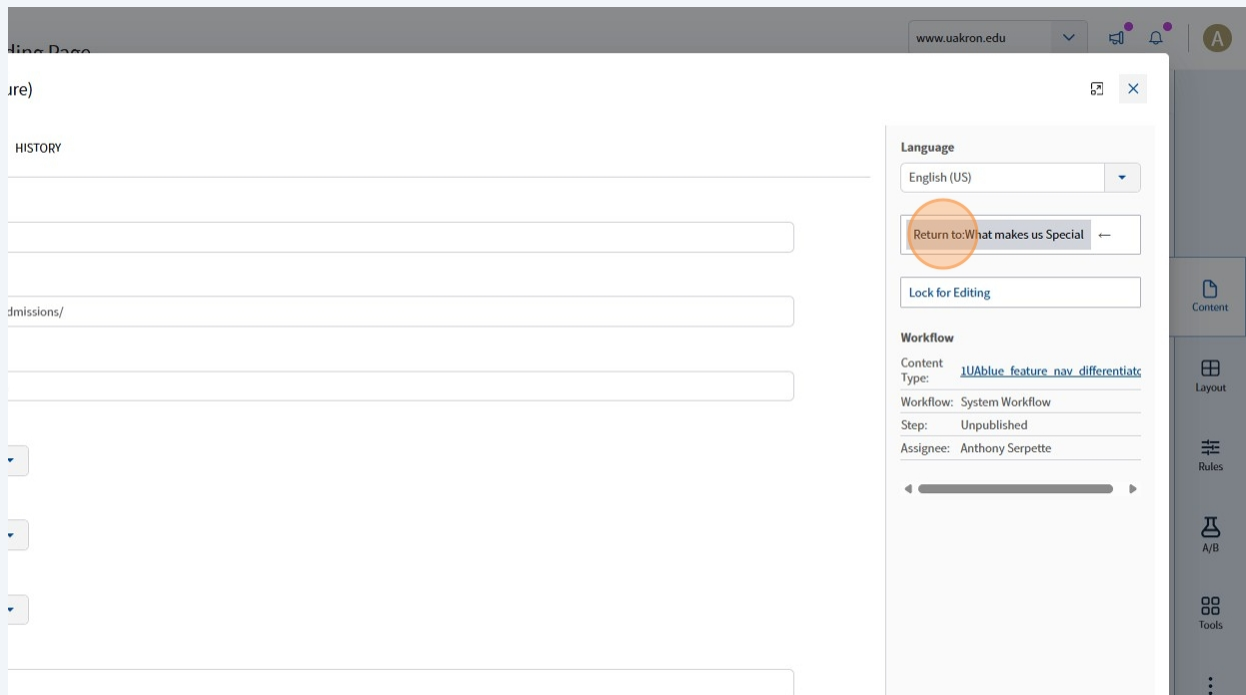 ding Page
www.uakron.edu
A
ure)
HISTORY
Language
English (US)
Return to:What makes us Special ←
Lock for Editing
dmissions/
Workflow
Content Type: 1UAblue_feature_nav_differentiato
Workflow: System Workflow
Step: Unpublished
Assignee: Anthony Serpette
Content
Layout
Rules
A/B
Tools